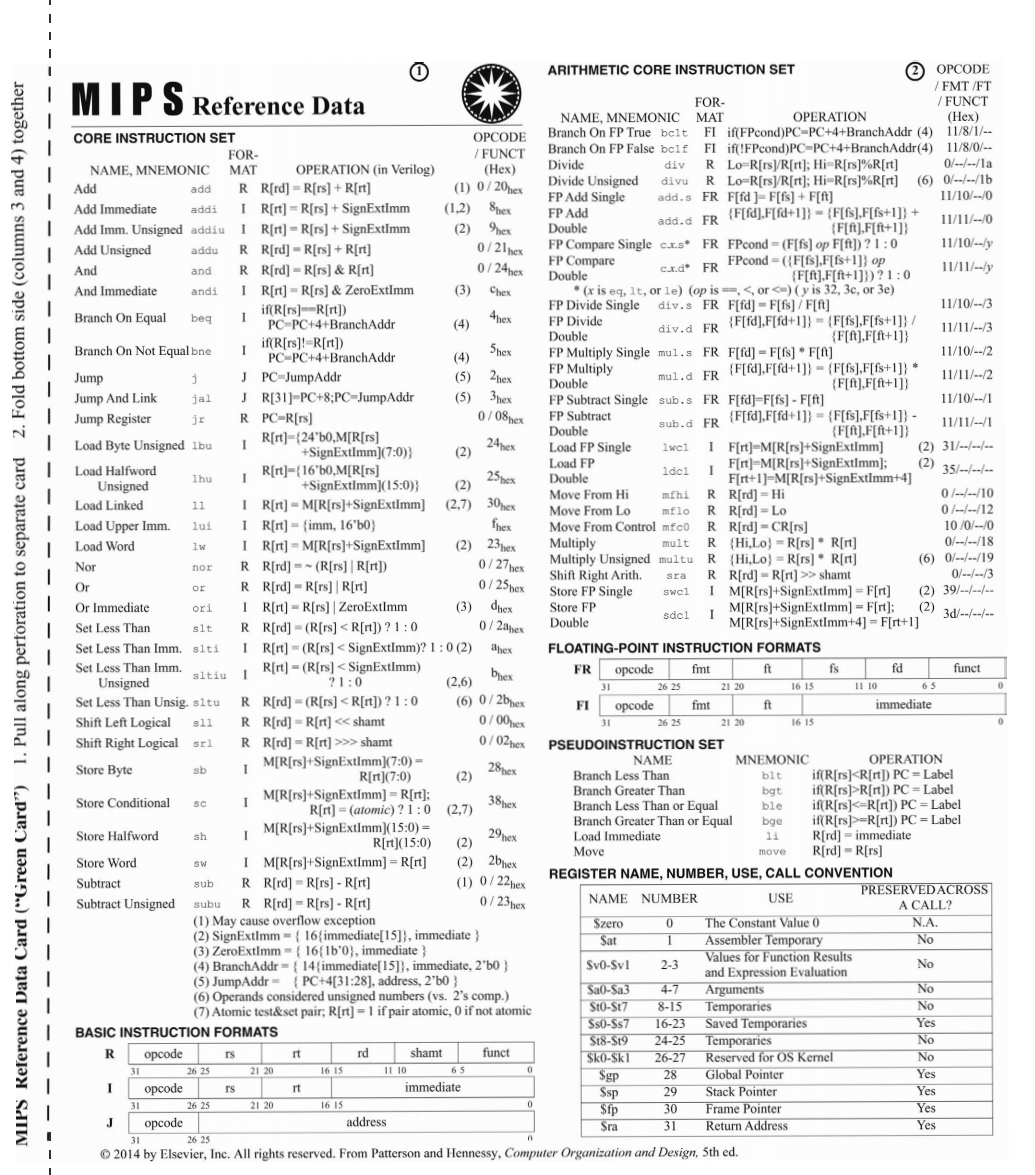 MIPS Reference Data Card (“Green Card”) 1. Pull along perforation to separate card 2. Fold bottom side (columns 3 and 4) together
①
MIPS Reference Data
CORE INSTRUCTION SET
OPCODE
/ FUNCT
(Hex)
NAME, MNEMONIC FOR-MAT OPERATION (in Verilog)
Add add R R[rd] = R[rs] + R[rt] (1) 0 / 20hex
Add Immediate addi I R[rt] = R[rs] + SignExtImm (1,2) 8hex
Add Imm. Unsigned addiu I R[rt] = R[rs] + SignExtImm (2) 9hex
Add Unsigned addu R R[rd] = R[rs] + R[rt] 0 / 21hex
And and R R[rd] = R[rs] & R[rt] 0 / 24hex
And Immediate andi I R[rt] = R[rs] & ZeroExtImm (3) chex
Branch On Equal beq I if(R[rs]==R[rt])
PC=PC+4+BranchAddr (4) 4hex
Branch On Not Equal bne I if(R[rs]!=R[rt])
PC=PC+4+BranchAddr (4) 5hex
Jump j J PC=JumpAddr (5) 2hex
Jump And Link jal J R[31]=PC+8;PC=JumpAddr (5) 3hex
Jump Register jr R PC=R[rs] 0 / 08hex
Load Byte Unsigned lbu I R[rt]={24’b0,M[R[rs]
+SignExtImm](7:0)} (2) 24hex
Load Halfword
Unsigned lhu I R[rt]={16’b0,M[R[rs]
+SignExtImm](15:0)} (2) 25hex
Load Linked ll I R[rt] = M[R[rs]+SignExtImm] (2,7) 30hex
Load Upper Imm. lui I R[rt] = {imm, 16’b0} fhex
Load Word lw I R[rt] = M[R[rs]+SignExtImm] (2) 23hex
Nor nor R R[rd] = ~ (R[rs] | R[rt]) 0 / 27hex
Or or R R[rd] = R[rs] | R[rt] 0 / 25hex
Or Immediate ori I R[rt] = R[rs] | ZeroExtImm (3) dhex
Set Less Than slt R R[rd] = (R[rs] < R[rt]) ? 1 : 0 0 / 2ahex
Set Less Than Imm. slti I R[rt] = (R[rs] < SignExtImm)? 1 : 0 (2) ahex
Set Less Than Imm.
Unsigned sltiu I R[rt] = (R[rs] < SignExtImm)
? 1 : 0 (2,6) bhex
Set Less Than Unsig. sltu R R[rd] = (R[rs] < R[rt]) ? 1 : 0 (6) 0 / 2bhex
Shift Left Logical sll R R[rd] = R[rt] << shamt 0 / 00hex
Shift Right Logical srl R R[rd] = R[rt] >>> shamt 0 / 02hex
Store Byte sb I M[R[rs]+SignExtImm](7:0) =
R[rt](7:0) (2) 28hex
Store Conditional sc I M[R[rs]+SignExtImm] = R[rt];
R[rt] = (atomic) ? 1 : 0 (2,7) 38hex
Store Halfword sh I M[R[rs]+SignExtImm](15:0) =
R[rt](15:0) (2) 29hex
Store Word sw I M[R[rs]+SignExtImm] = R[rt] (2) 2bhex
Subtract sub R R[rd] = R[rs] - R[rt] (1) 0 / 22hex
Subtract Unsigned subu R R[rd] = R[rs] - R[rt] 0 / 23hex
(1) May cause overflow exception
(2) SignExtImm = { 16{immediate[15]}, immediate }
(3) ZeroExtImm = { 16{1b’0}, immediate }
(4) BranchAddr = { 14{immediate[15]}, immediate, 2’b0 }
(5) JumpAddr = { PC+4[31:28], address, 2’b0 }
(6) Operands considered unsigned numbers (vs. 2’s comp.)
(7) Atomic test&set pair; R[rt] = 1 if pair atomic, 0 if not atomic
BASIC INSTRUCTION FORMATS
R opcode rs rt rd shamt funct
31 26 25 21 20 16 15 11 10 6 5 0
I opcode rs rt immediate
31 26 25 21 20 16 15 0
J opcode address
31 26 25 0
ARITHMETIC CORE INSTRUCTION SET ②
OPCODE
/ FMT /FT
/ FUNCT
(Hex)
NAME, MNEMONIC FOR-MAT OPERATION
Branch On FP True bclt FI if(FPcond)PC=PC+4+BranchAddr (4) 11/8/1/--
Branch On FP False bclf FI if(!FPcond)PC=PC+4+BranchAddr(4) 11/8/0/--
Divide div R Lo=R[rs]/R[rt]; Hi=R[rs]%R[rt] 0/--/--/1a
Divide Unsigned divu R Lo=R[rs]/R[rt]; Hi=R[rs]%R[rt] (6) 0/--/--/1b
FP Add Single add.s FR F[fd ]= F[fs] + F[ft] 11/10/--/0
FP Add
Double add.d FR {F[fd],F[fd+1]} = {F[fs],F[fs+1]} +
{F[ft],F[ft+1]} 11/11/--/0
FP Compare Single c.x.s* FR FPcond = (F[fs] op F[ft]) ? 1 : 0 11/10/--/y
FP Compare
Double c.x.d* FR FPcond = ({F[fs],F[fs+1]} op
{F[ft],F[ft+1]}) ? 1 : 0 11/11/--/y
* (x is eq, lt, or le) (op is ==, <, or <=) ( y is 32, 3c, or 3e)
FP Divide Single div.s FR F[fd] = F[fs] / F[ft] 11/10/--/3
FP Divide
Double div.d FR {F[fd],F[fd+1]} = {F[fs],F[fs+1]} /
{F[ft],F[ft+1]} 11/11/--/3
FP Multiply Single mul.s FR F[fd] = F[fs] * F[ft] 11/10/--/2
FP Multiply
Double mul.d FR {F[fd],F[fd+1]} = {F[fs],F[fs+1]} *
{F[ft],F[ft+1]} 11/11/--/2
FP Subtract Single sub.s FR F[fd]=F[fs] - F[ft] 11/10/--/1
FP Subtract
Double sub.d FR {F[fd],F[fd+1]} = {F[fs],F[fs+1]} -
{F[ft],F[ft+1]} 11/11/--/1
Load FP Single lwc1 I F[rt]=M[R[rs]+SignExtImm] (2) 31/--/--/--
Load FP
Double ldc1 I F[rt]=M[R[rs]+SignExtImm]; (2)
F[rt+1]=M[R[rs]+SignExtImm+4] 35/--/--/--
Move From Hi mfhi R R[rd] = Hi 0 /--/--/10
Move From Lo mflo R R[rd] = Lo 0 /--/--/12
Move From Control mfc0 R R[rd] = CR[rs] 10 /0/--/0
Multiply mult R {Hi,Lo} = R[rs] * R[rt] 0/--/--/18
Multiply Unsigned multu R {Hi,Lo} = R[rs] * R[rt] (6) 0/--/--/19
Shift Right Arith. sra R R[rd] = R[rt] >> shamt 0/--/--/3
Store FP Single swc1 I M[R[rs]+SignExtImm] = F[rt] (2) 39/--/--/--
Store FP
Double sdc1 I M[R[rs]+SignExtImm] = F[rt]; (2)
M[R[rs]+SignExtImm+4] = F[rt+1] 3d/--/--/--
FLOATING-POINT INSTRUCTION FORMATS
FR opcode fmt ft fs fd funct
31 26 25 21 20 16 15 11 10 6 5 0
FI opcode fmt ft immediate
31 26 25 21 20 16 15 0
PSEUDOINSTRUCTION SET
NAME MNEMONIC OPERATION
Branch Less Than blt if(R[rs]<R[rt]) PC = Label
Branch Greater Than bgt if(R[rs]>R[rt]) PC = Label
Branch Less Than or Equal ble if(R[rs]<=R[rt]) PC = Label
Branch Greater Than or Equal bge if(R[rs]>=R[rt]) PC = Label
Load Immediate li R[rd] = immediate
Move move R[rd] = R[rs]
REGISTER NAME, NUMBER, USE, CALL CONVENTION
NAME NUMBER USE PRESERVED ACROSS
A CALL?
$zero 0 The Constant Value 0 N.A.
$at 1 Assembler Temporary No
$v0-$v1 2-3 Values for Function Results
and Expression Evaluation No
$a0-$a3 4-7 Arguments No
$t0-$t7 8-15 Temporaries No
$s0-$s7 16-23 Saved Temporaries Yes
$t8-$t9 24-25 Temporaries No
$k0-$k1 26-27 Reserved for OS Kernel No
$gp 28 Global Pointer Yes
$sp 29 Stack Pointer Yes
$fp 30 Frame Pointer Yes
$ra 31 Return Address Yes
© 2014 by Elsevier, Inc. All rights reserved. From Patterson and Hennessy, Computer Organization and Design, 5th ed.